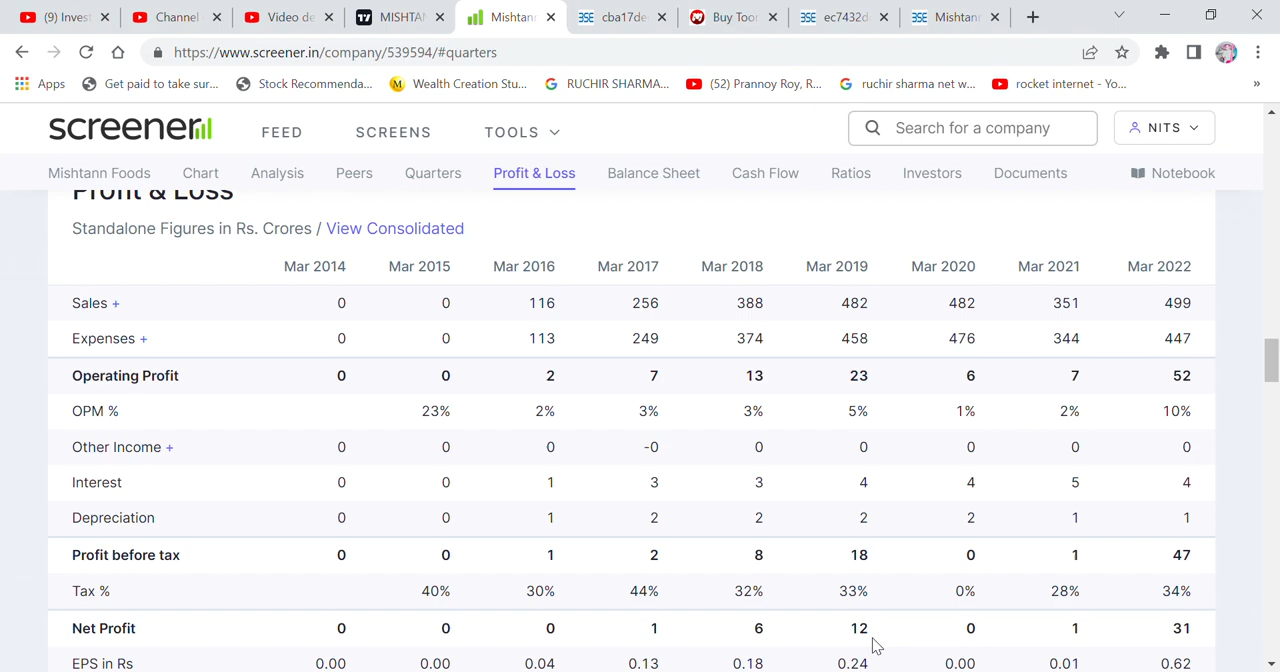 (9) Invest
Channel
Video de
MISHTAN
Mishtann
cba17de
Buy Toor
ec7432d
Mishtann
https://www.screener.in/company/539594/#quarters
Apps Get paid to take sur... Stock Recommenda... Wealth Creation Stu... RUCHIR SHARMA... (52) Prannoy Roy, R... ruchir sharma net w... rocket internet - Yo... »
screener FEED SCREENS TOOLS Search for a company NITS
Mishtann Foods Chart Analysis Peers Quarters Profit & Loss Balance Sheet Cash Flow Ratios Investors Documents Notebook
Profit & Loss
Standalone Figures in Rs. Crores / View Consolidated
Mar 2014 Mar 2015 Mar 2016 Mar 2017 Mar 2018 Mar 2019 Mar 2020 Mar 2021 Mar 2022
Sales + 0 0 116 256 388 482 482 351 499
Expenses + 0 0 113 249 374 458 476 344 447
Operating Profit 0 0 2 7 13 23 6 7 52
OPM % 23% 2% 3% 3% 5% 1% 2% 10%
Other Income + 0 0 0 -0 0 0 0 0 0
Interest 0 0 1 3 3 4 4 5 4
Depreciation 0 0 1 2 2 2 2 1 1
Profit before tax 0 0 1 2 8 18 0 1 47
Tax % 40% 30% 44% 32% 33% 0% 28% 34%
Net Profit 0 0 0 1 6 12 0 1 31
EPS in Rs 0.00 0.00 0.04 0.13 0.18 0.24 0.00 0.01 0.62